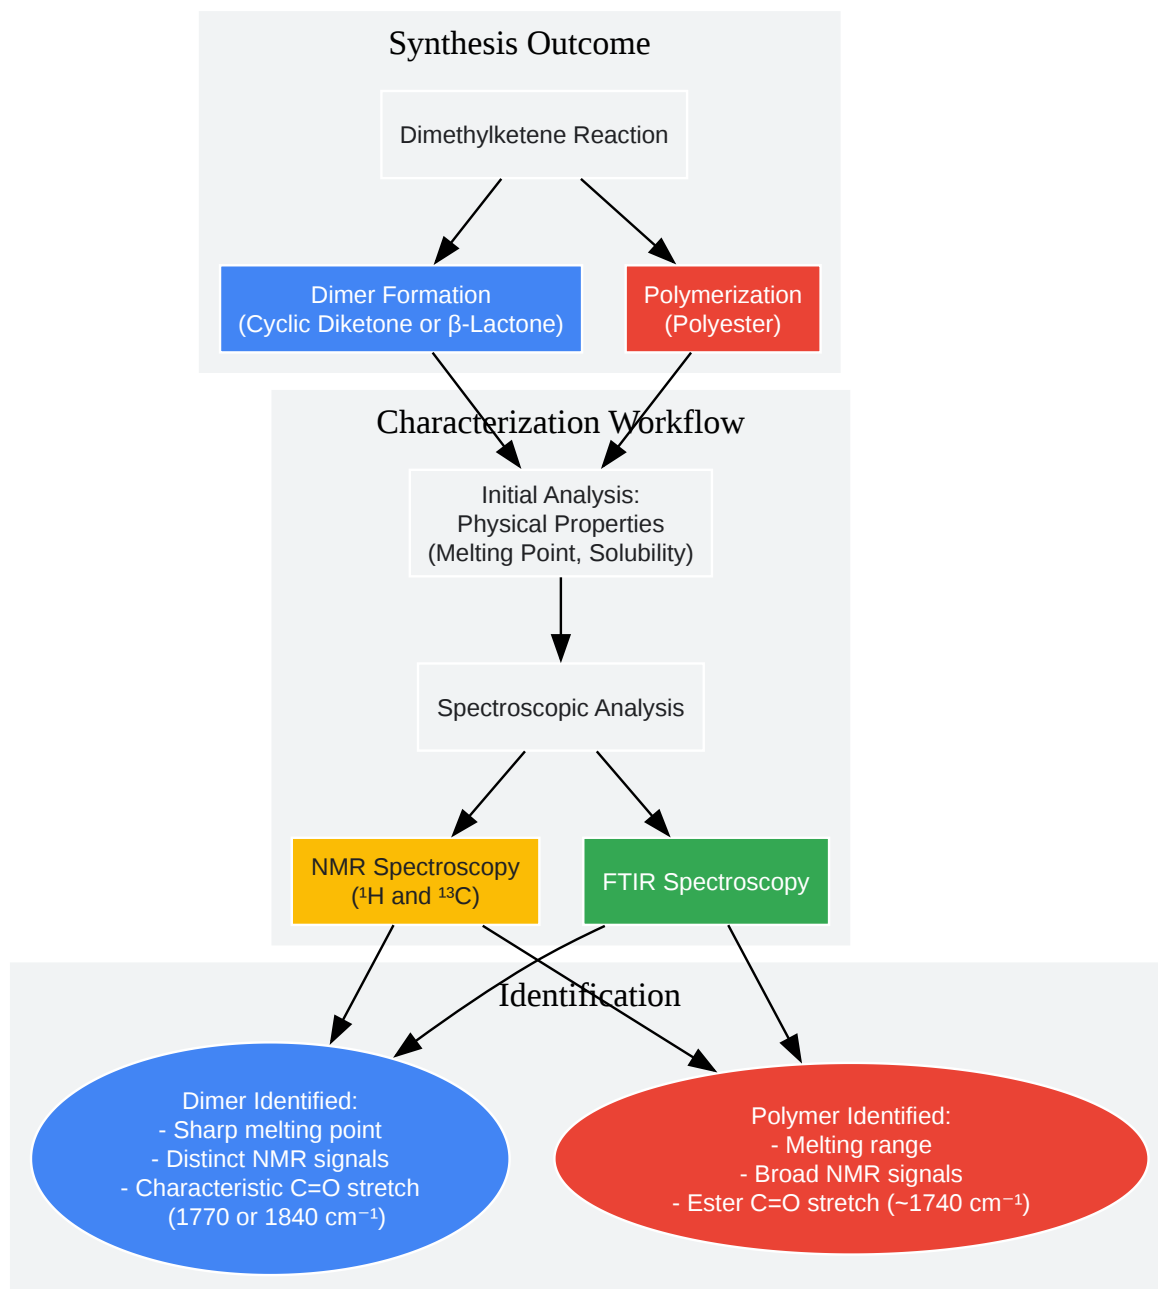 Synthesis Outcome
Dimethylketene Reaction
Dimer Formation
(Cyclic Diketone or β-Lactone)
Polymerization
(Polyester)
Characterization Workflow
Initial Analysis:
Physical Properties
(Melting Point, Solubility)
Spectroscopic Analysis
NMR Spectroscopy
(¹H and ¹³C)
FTIR Spectroscopy
Identification
Dimer Identified:
- Sharp melting point
- Distinct NMR signals
- Characteristic C=O stretch
(1770 or 1840 cm⁻¹)
Polymer Identified:
- Melting range
- Broad NMR signals
- Ester C=O stretch (~1740 cm⁻¹)